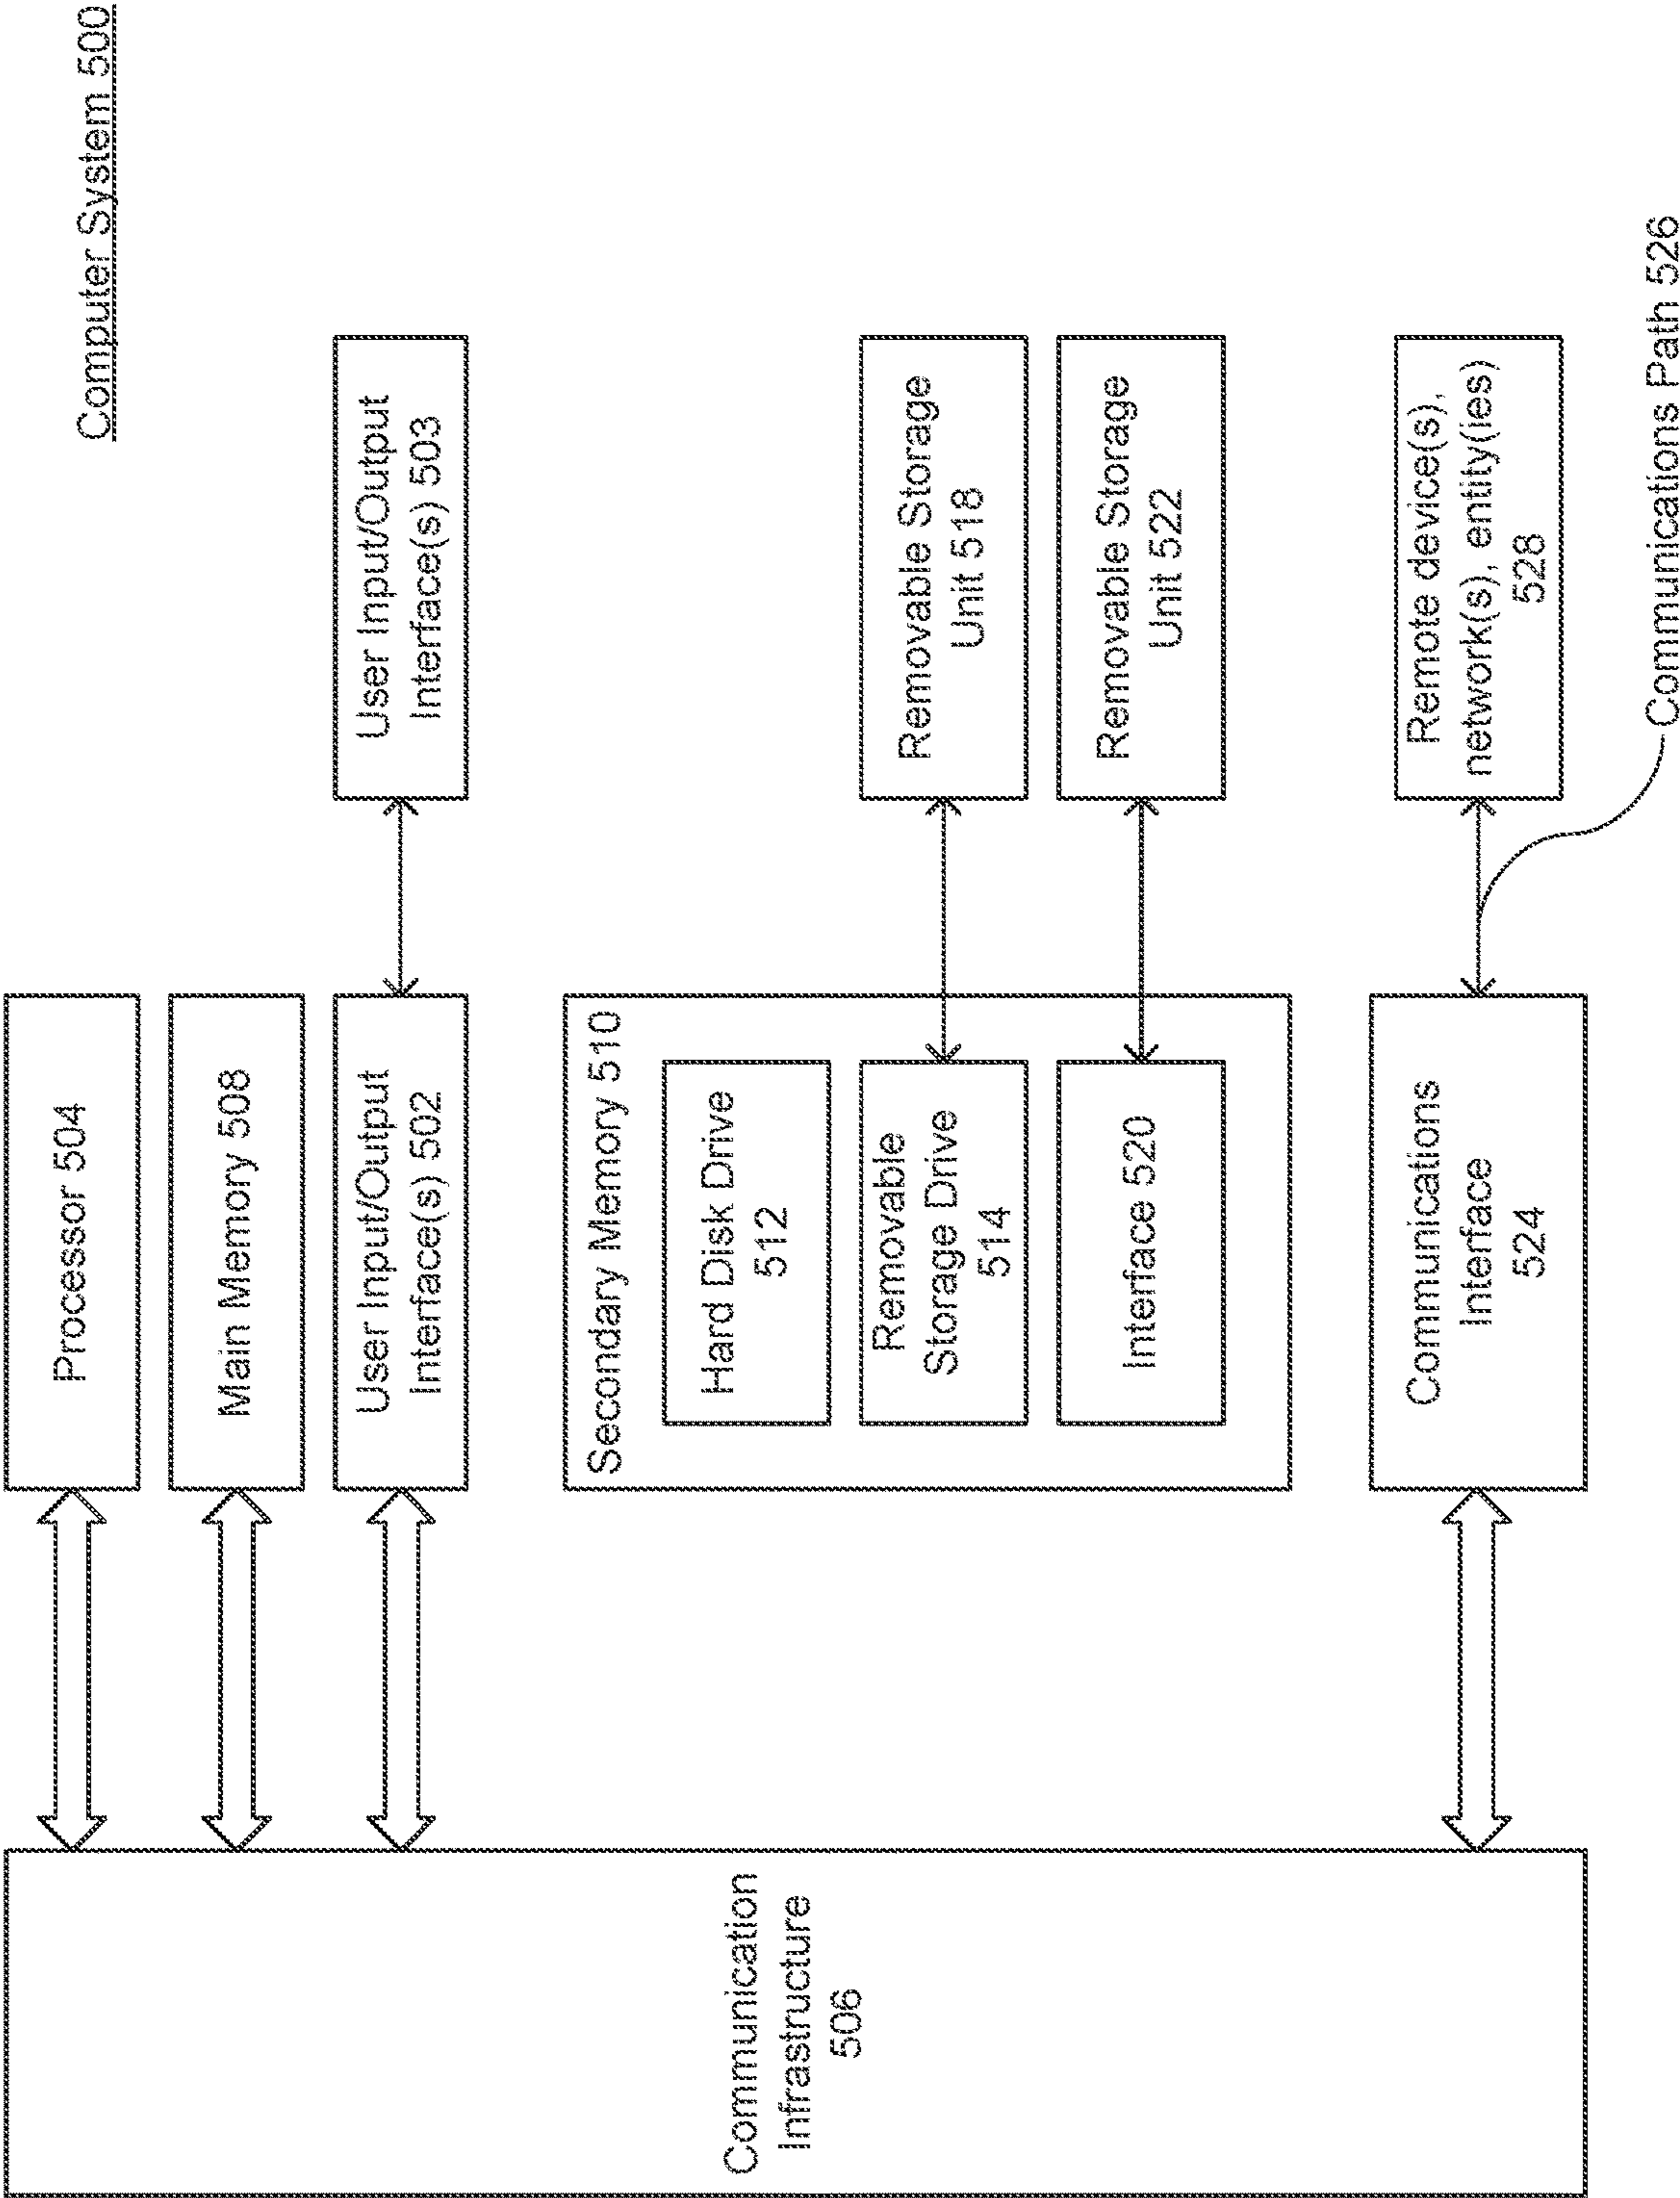 Computer System 500
Processor 504
Main Memory 508
User Input/Output
Interface(s) 502
User Input/Output
Interface(s) 503
Communication
Infrastructure
506
Secondary Memory 510
Hard Disk Drive
512
Removable
Storage Drive
514
Removable Storage
Unit 518
Interface 520
Removable Storage
Unit 522
Communications
Interface
524
Remote device(s),
network(s), entity(ies)
528
Communications Path 526